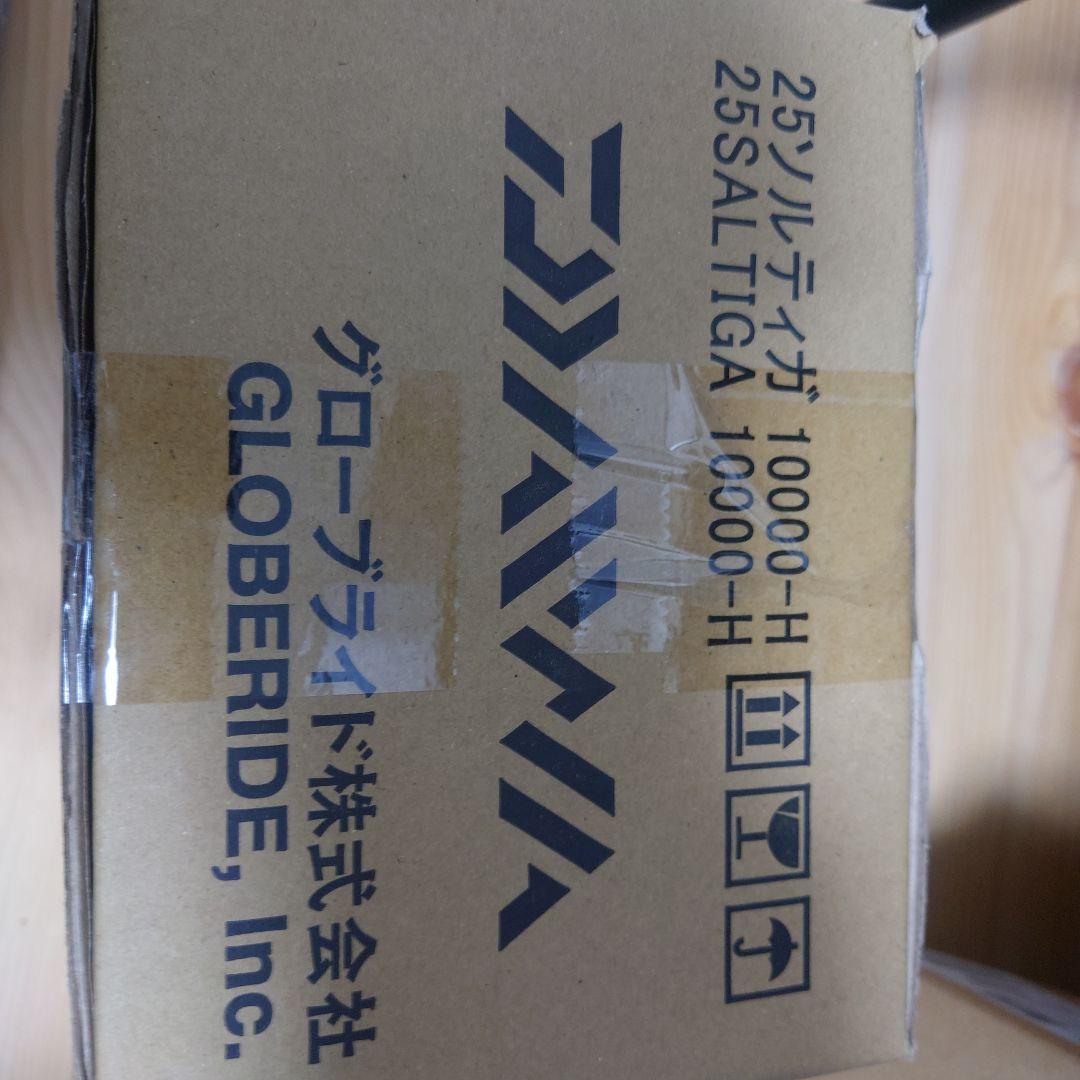 25ソルティガ 10000-H
25SALTIGA 10000-H
DAIWA
グローブライド株式会社
GLOBERIDE, Inc.